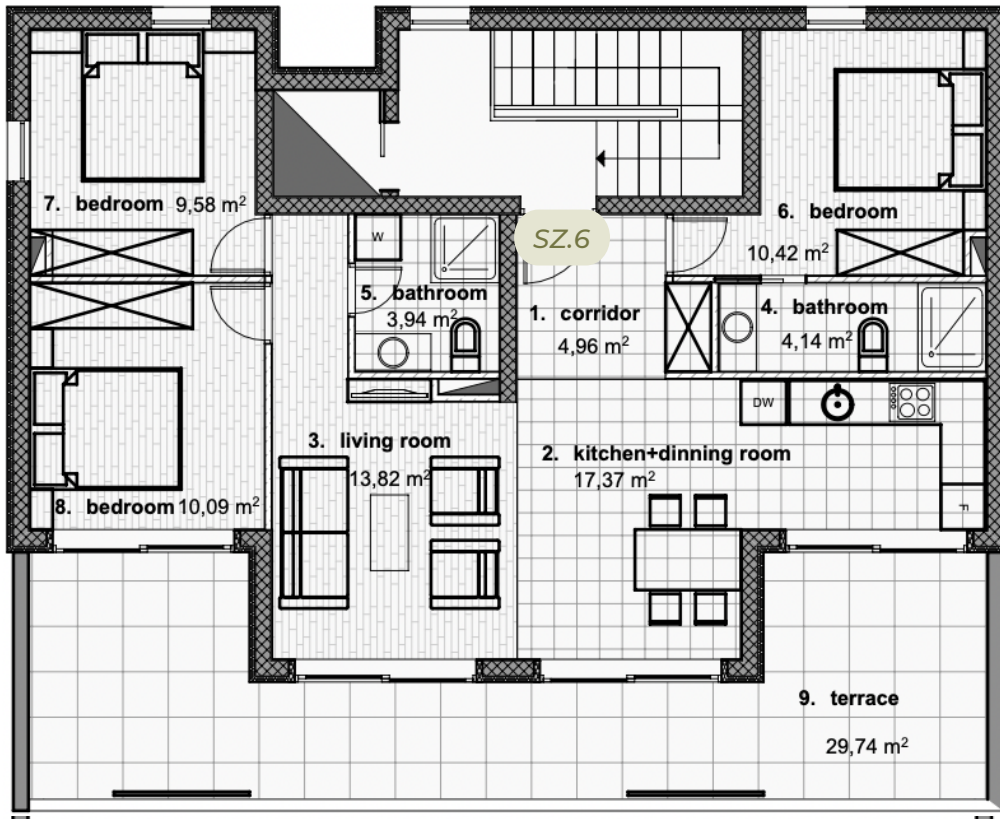 7. bedroom 9,58 m²
6. bedroom
10,42 m²
W
SZ.6
5. bathroom
3,94 m²
1. corridor
4,96 m²
4. bathroom
4,14 m²
DW
3. living room
13,82 m²
2. kitchen+dinning room
17,37 m²
8. bedroom 10,09 m²
F
9. terrace
29,74 m²